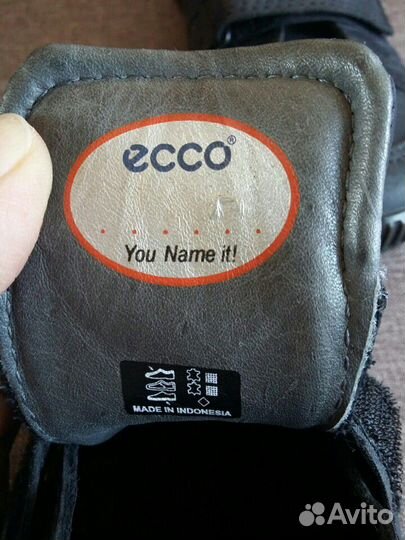 ecco®
. . . . . .
You Name it!
MADE IN INDONESIA
Avito